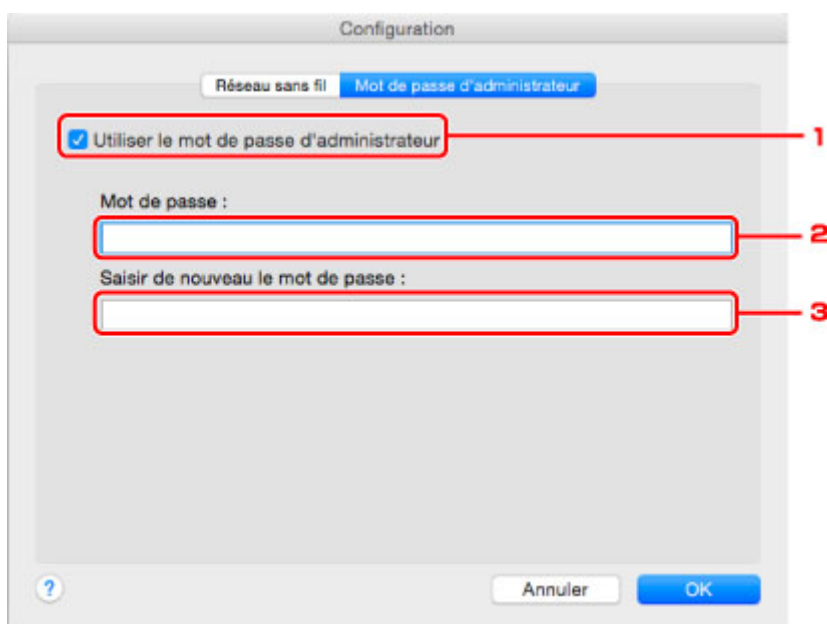 Configuration
Réseau sans fil Mot de passe d'administrateur
Utiliser le mot de passe d'administrateur 1
Mot de passe :
2
Saisir de nouveau le mot de passe :
3
? Annuler OK